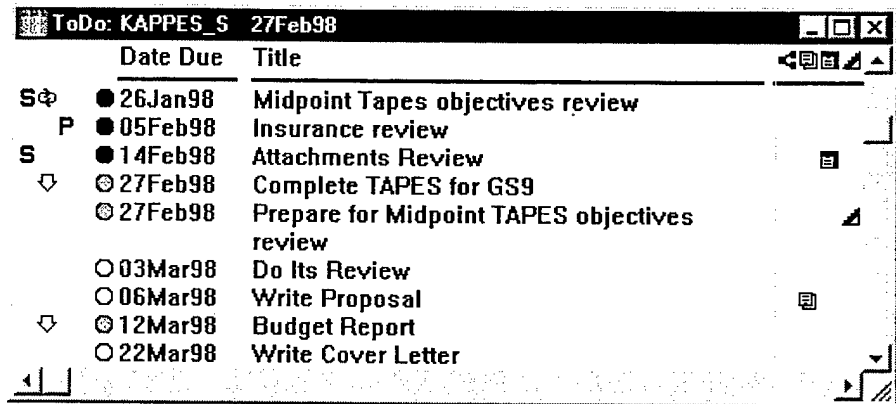 ToDo: KAPPES_S 27Feb98
Date Due Title
S 26Jan98 Midpoint Tapes objectives review
P 05Feb98 Insurance review
S 14Feb98 Attachments Review
27Feb98 Complete TAPES for GS9
27Feb98 Prepare for Midpoint TAPES objectives
review
03Mar98 Do Its Review
06Mar98 Write Proposal
12Mar98 Budget Report
22Mar98 Write Cover Letter